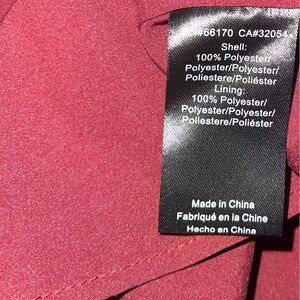 N#66170 CA#32054
Shell:
100% Polyester/
Polyester/Polyester/
Poliestere/Poliéster
Lining:
100% Polyester/
Polyester/Polyester/
Poliestere/Poliéster
Made in China
Fabriqué en la Chine
Hecho en China